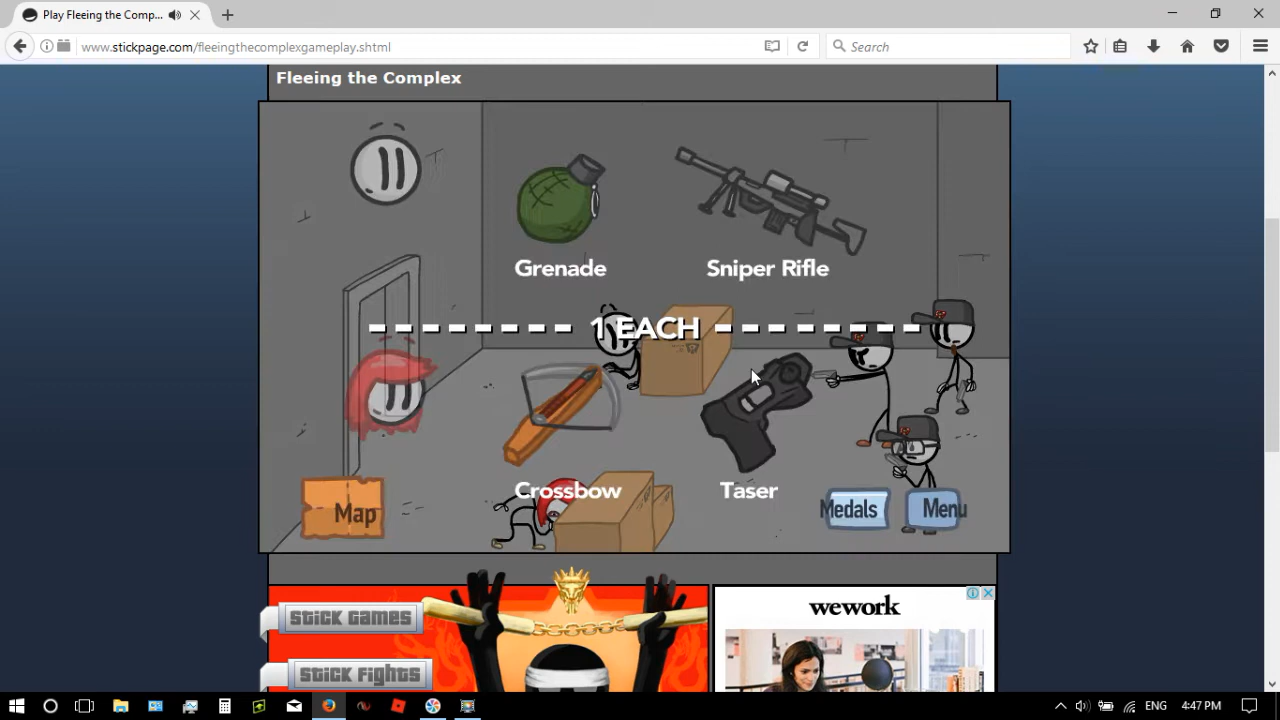 Play Fleeing the Comp...
www.stickpage.com/fleeingthecomplexgameplay.shtml
Search
Fleeing the Complex
Grenade
Sniper Rifle
1 EACH
Crossbow
Taser
Map
Medals
Menu
STICK GAMES
STICK FIGHTS
wework
ENG
4:47 PM